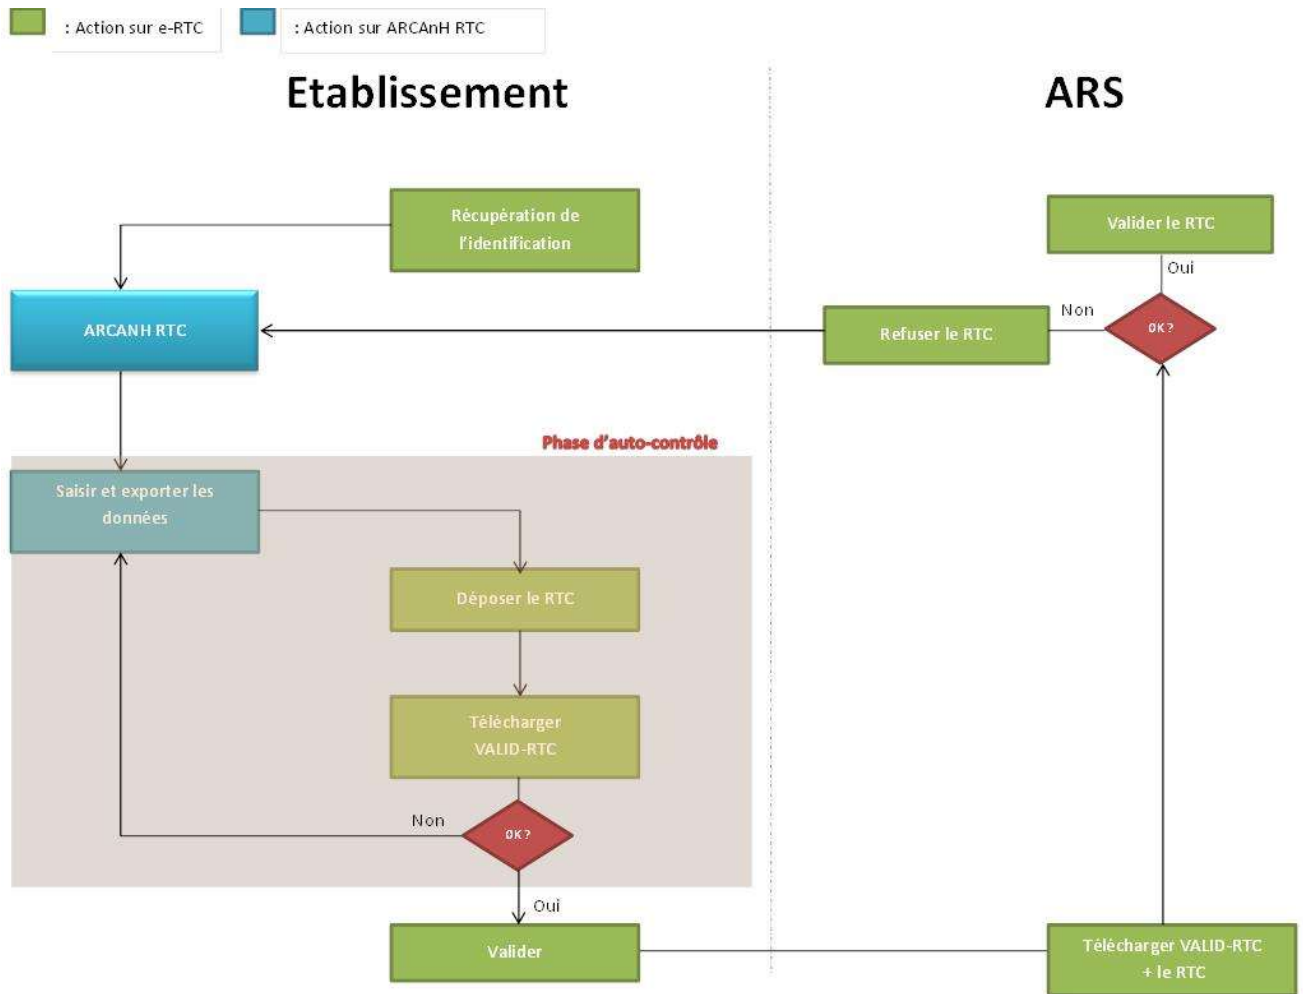 : Action sur e-RTC
: Action sur ARCAnH RTC
Etablissement
ARS
Récupération de
l'identification
Valider le RTC
Oui
ARCANH RTC
Refuser le RTC
Non
OK ?
Phase d'auto-contrôle
Saisir et exporter les
données
Déposer le RTC
Télécharger
VALID-RTC
Non
OK ?
Oui
Valider
Télécharger VALID-RTC
+ le RTC